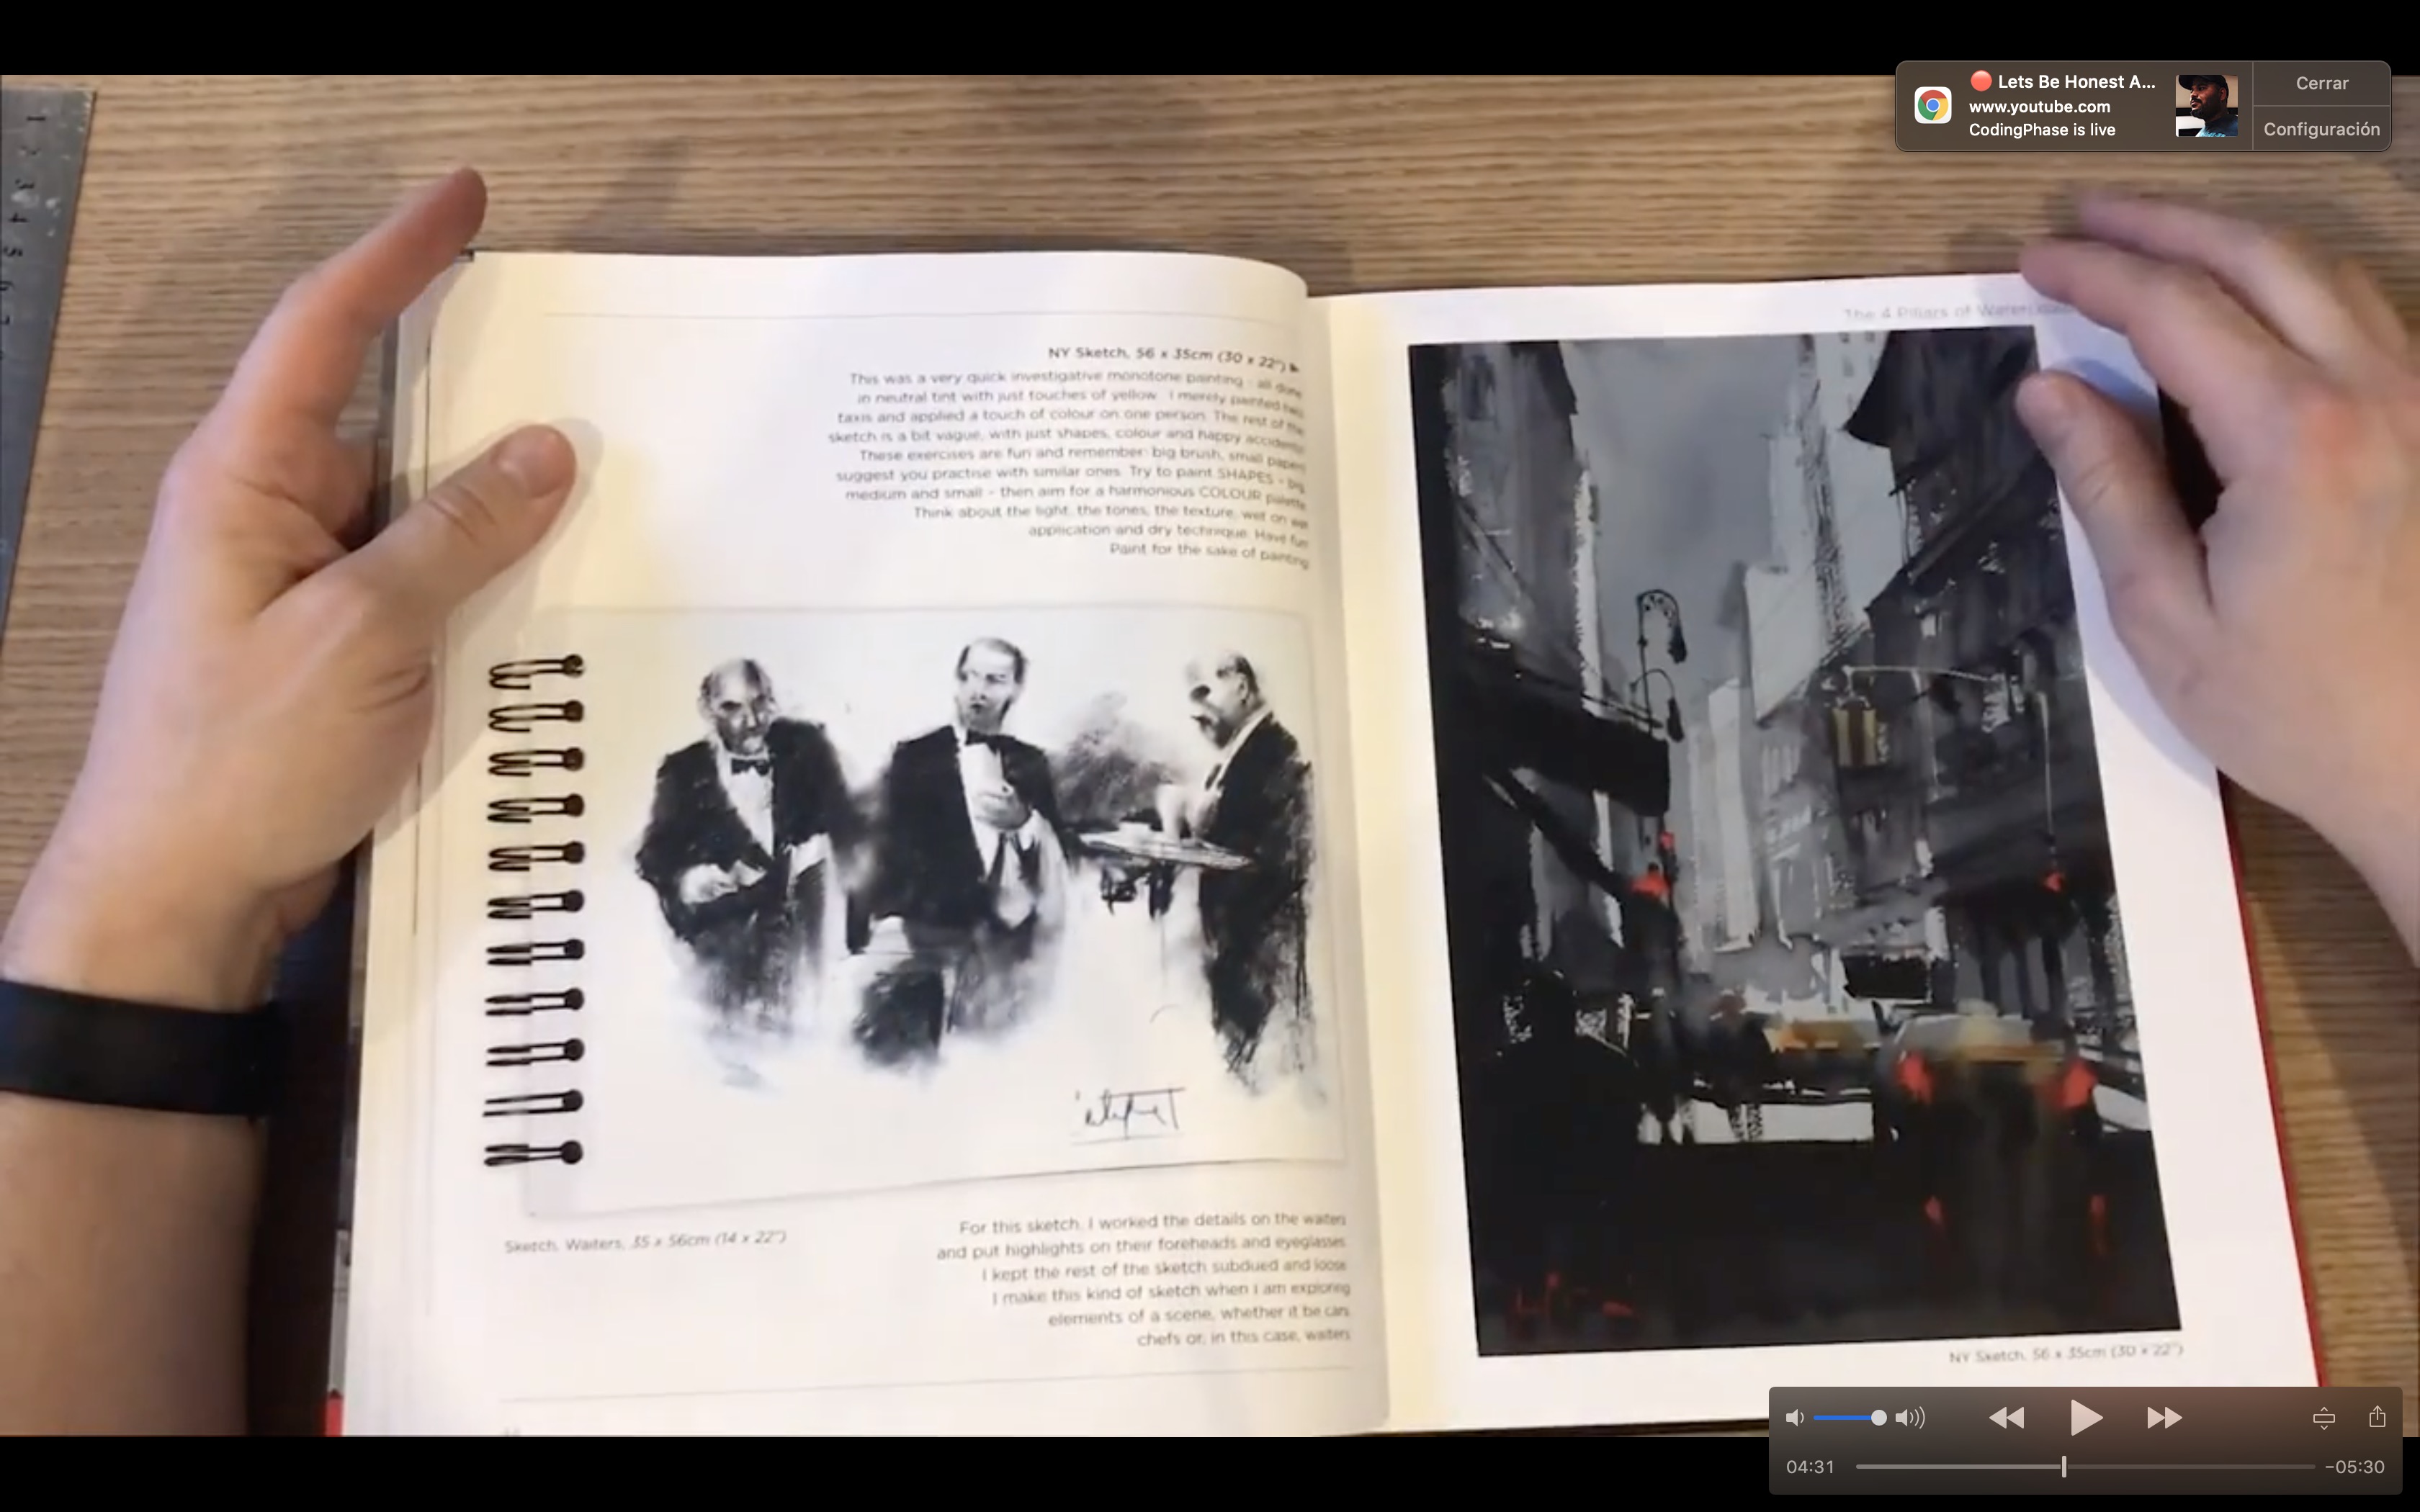 🔴 Lets Be Honest A...
www.youtube.com
CodingPhase is live
Cerrar
Configuración
The 4 Pillars of
NY Sketch, 56 x 35cm (30 x 22") ▶
This was a very quick investigative monotone painting - all done
in neutral tint with just touches of yellow. I merely painted two
taxis and applied a touch of colour on one person. The rest of the
sketch is a bit vague, with just shapes, colour and happy accidents
These exercises are fun and remember: big brush, small paper
suggest you practise with similar ones. Try to paint SHAPES - big
medium and small - then aim for a harmonious COLOUR palette
Think about the light, the tones, the texture, wet on wet
application and dry technique. Have fun
Paint for the sake of painting
Sketch. Waiters, 35 x 56cm (14 x 22")
For this sketch, I worked the details on the waiters
and put highlights on their foreheads and eyeglasses
I kept the rest of the sketch subdued and loose
I make this kind of sketch when I am exploring
elements of a scene, whether it be cars
chefs or, in this case, waiters
NY Sketch, 56 x 35cm (30 x 22")
04:31
-05:30